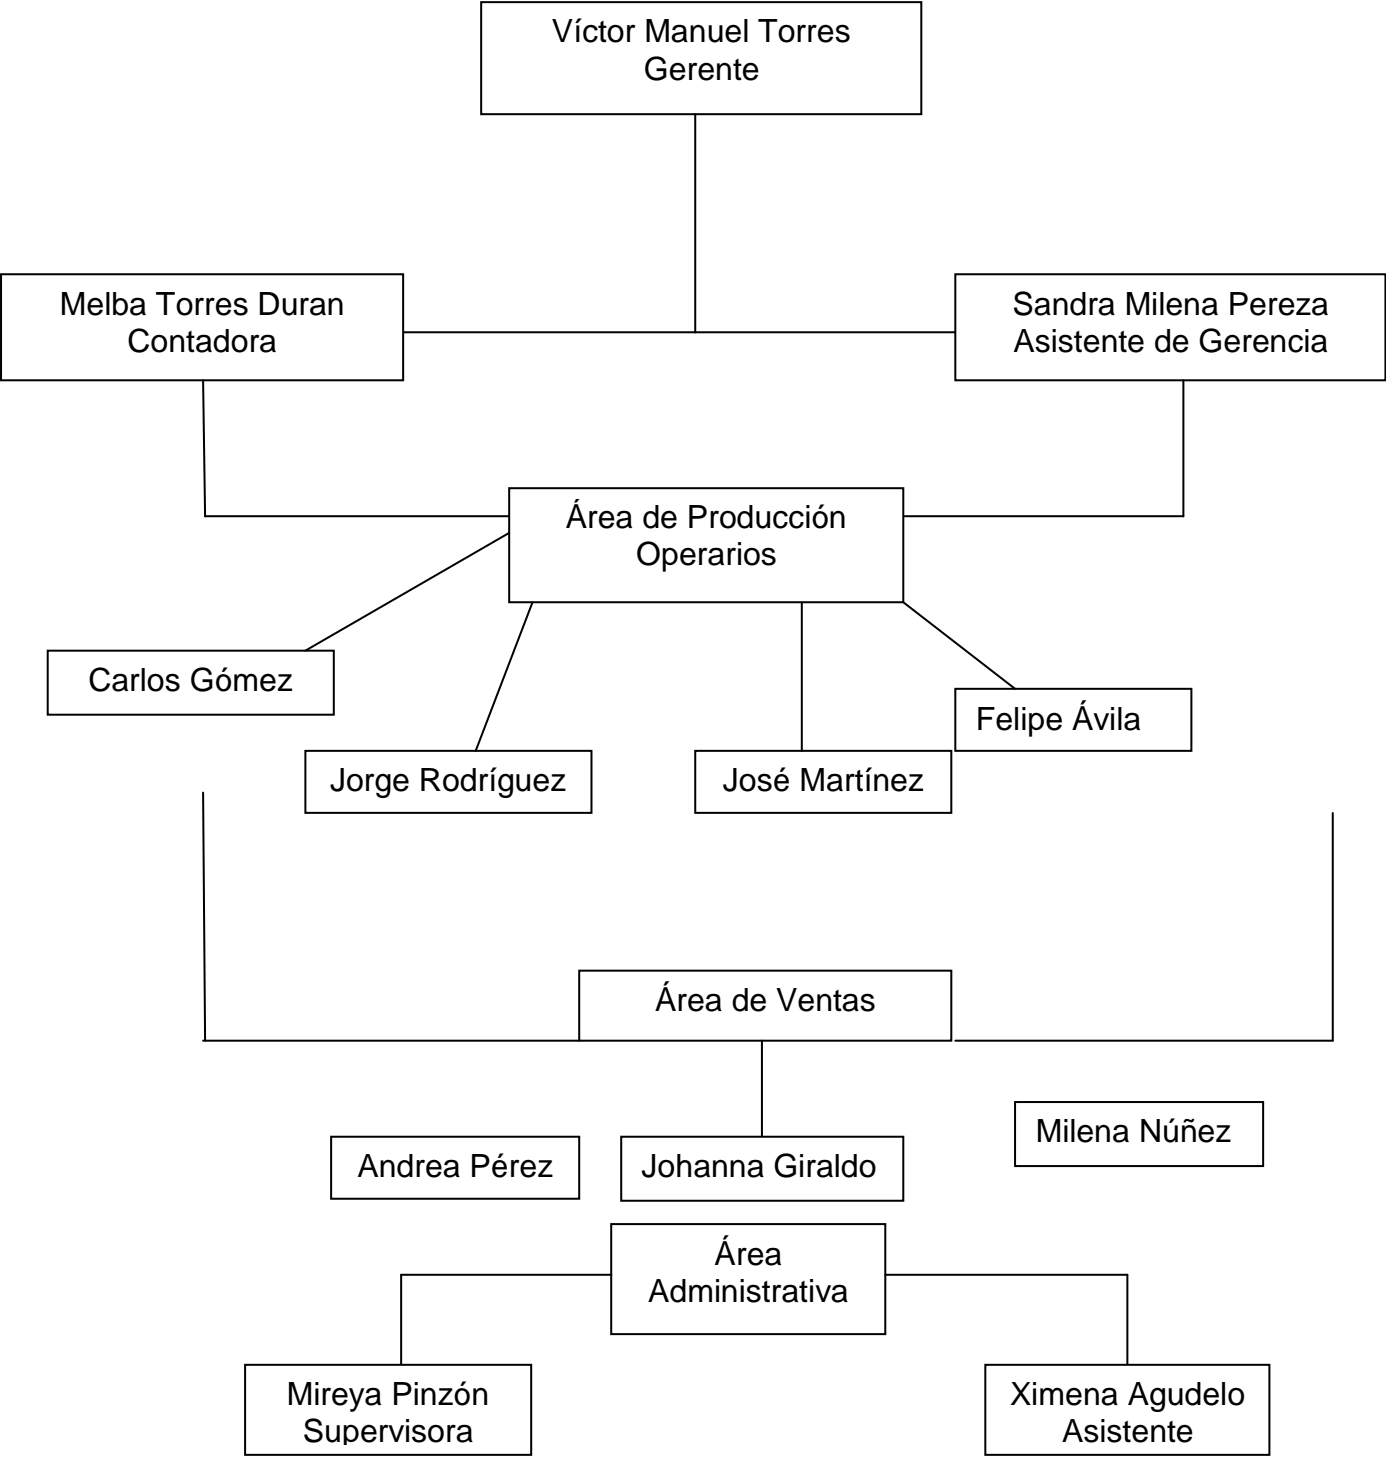 Víctor Manuel Torres
Gerente
Melba Torres Duran
Contadora
Sandra Milena Pereza
Asistente de Gerencia
Área de Producción
Operarios
Carlos Gómez
Felipe Ávila
Jorge Rodríguez
José Martínez
Área de Ventas
Milena Núñez
Andrea Pérez
Johanna Giraldo
Área
Administrativa
Mireya Pinzón
Supervisora
Ximena Agudelo
Asistente